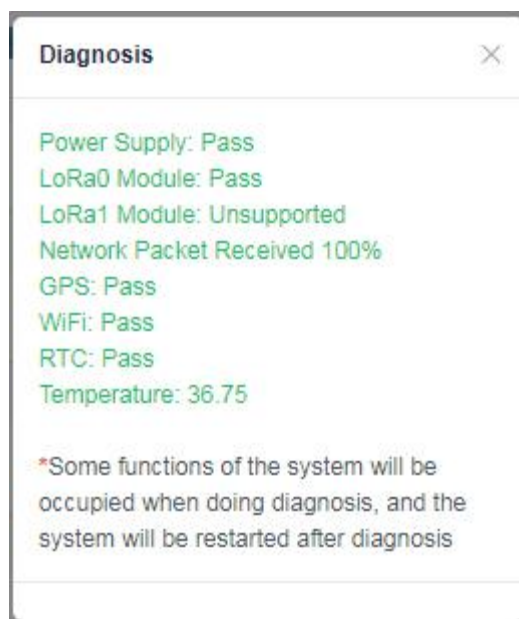 Diagnosis
Power Supply: Pass
LoRa0 Module: Pass
LoRa1 Module: Unsupported
Network Packet Received 100%
GPS: Pass
WiFi: Pass
RTC: Pass
Temperature: 36.75
*Some functions of the system will be
occupied when doing diagnosis, and the
system will be restarted after diagnosis